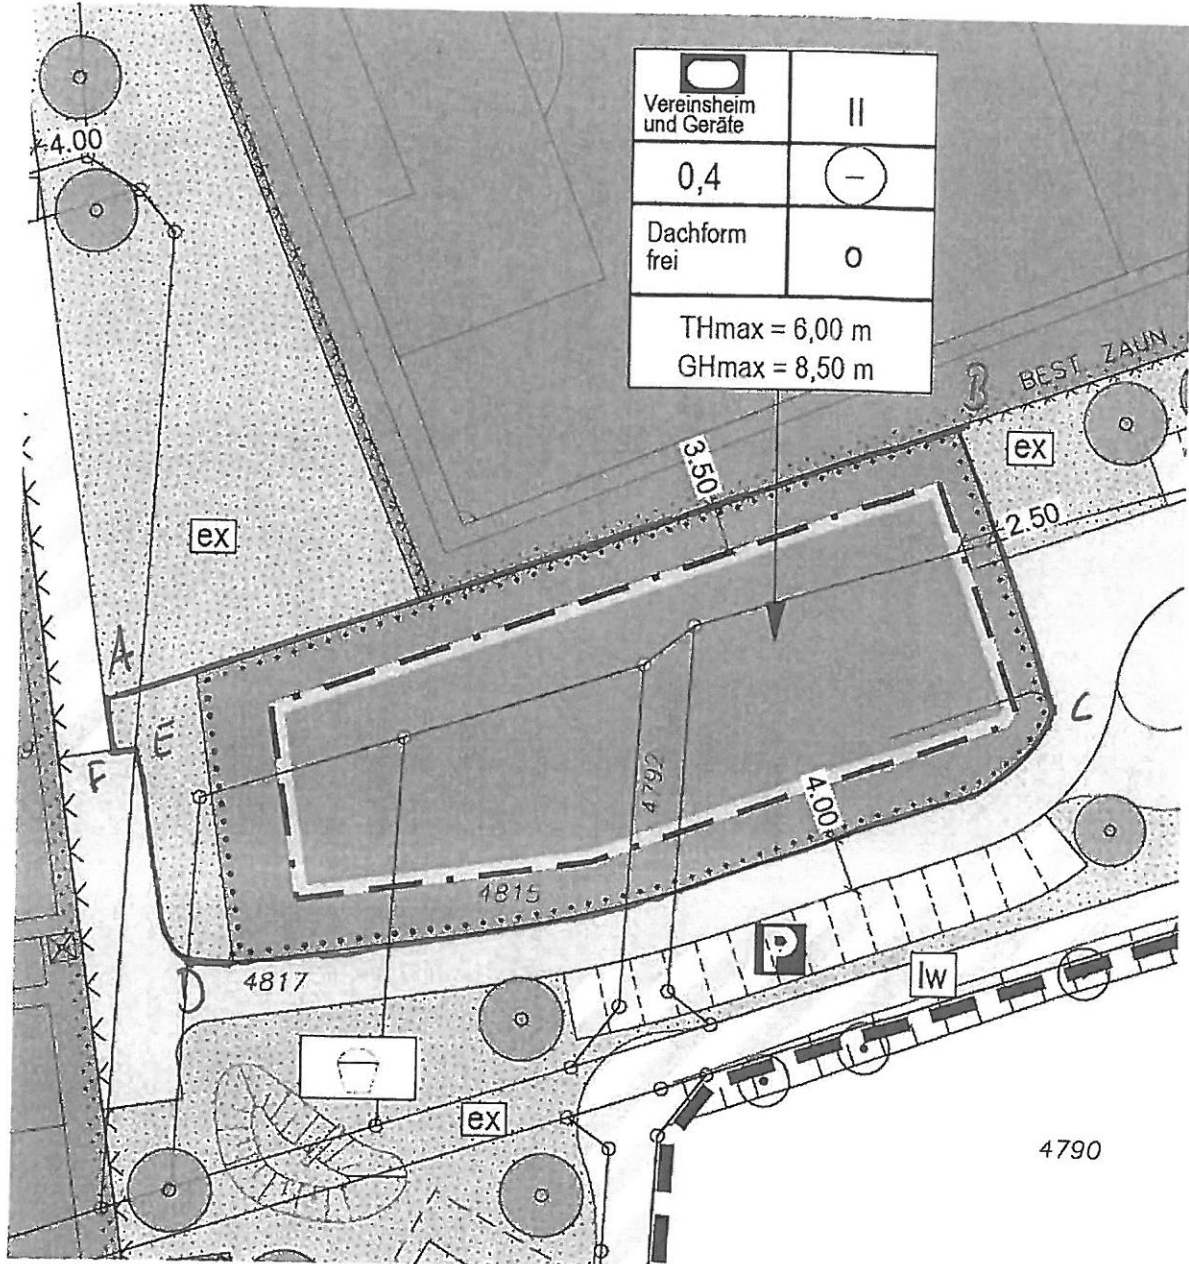 4.00
Vereinsheim
und Geräte
II
0,4
–
Dachform
frei
o
THmax = 6,00 m
GHmax = 8,50 m
B
BEST. ZAUN
ex
3.50
ex
2.50
A
E
F
C
4792
4.00
4815
D
4817
P
lw
ex
4790